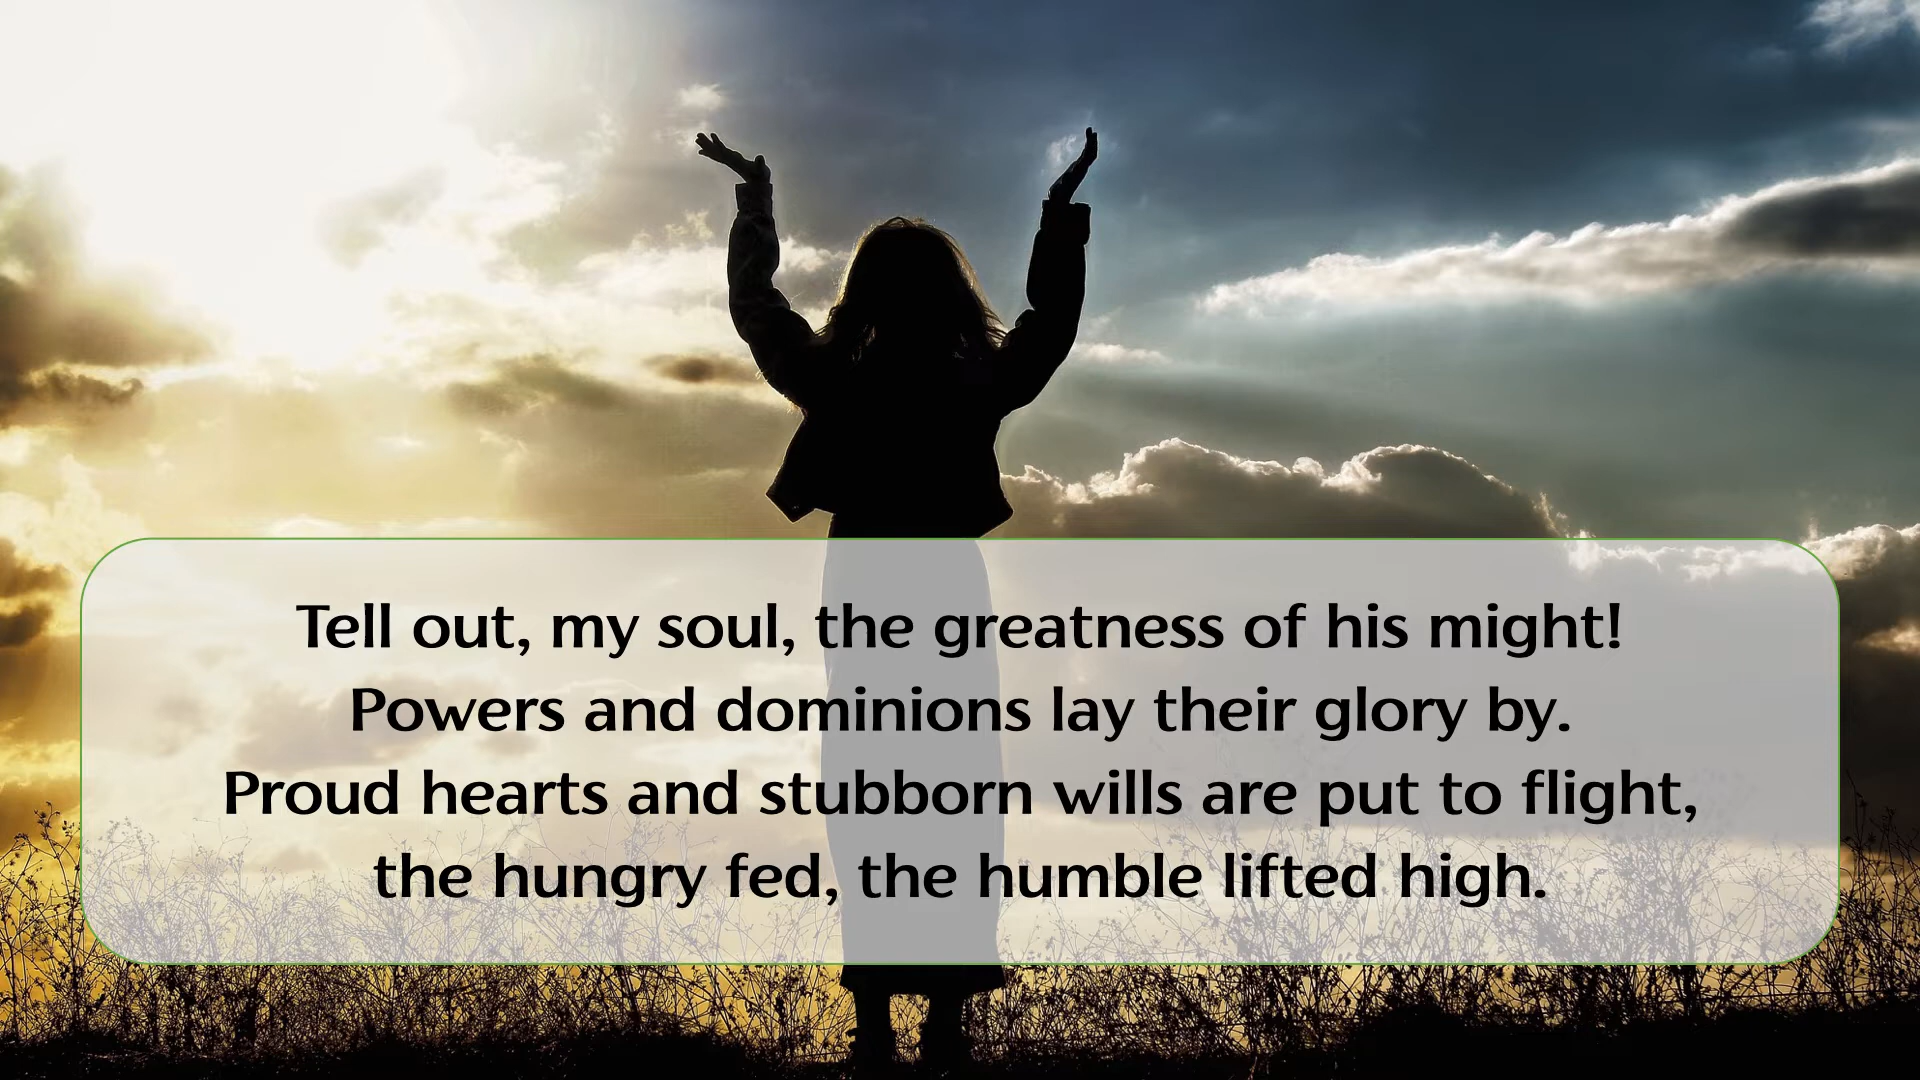 Tell out, my soul, the greatness of his might!
Powers and dominions lay their glory by.
Proud hearts and stubborn wills are put to flight,
the hungry fed, the humble lifted high.